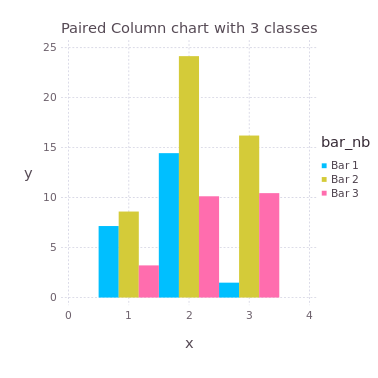 Paired Column chart with 3 classes
25
20
15
10
5
0
y
0 1 2 3 4
x
bar_nb
Bar 1
Bar 2
Bar 3